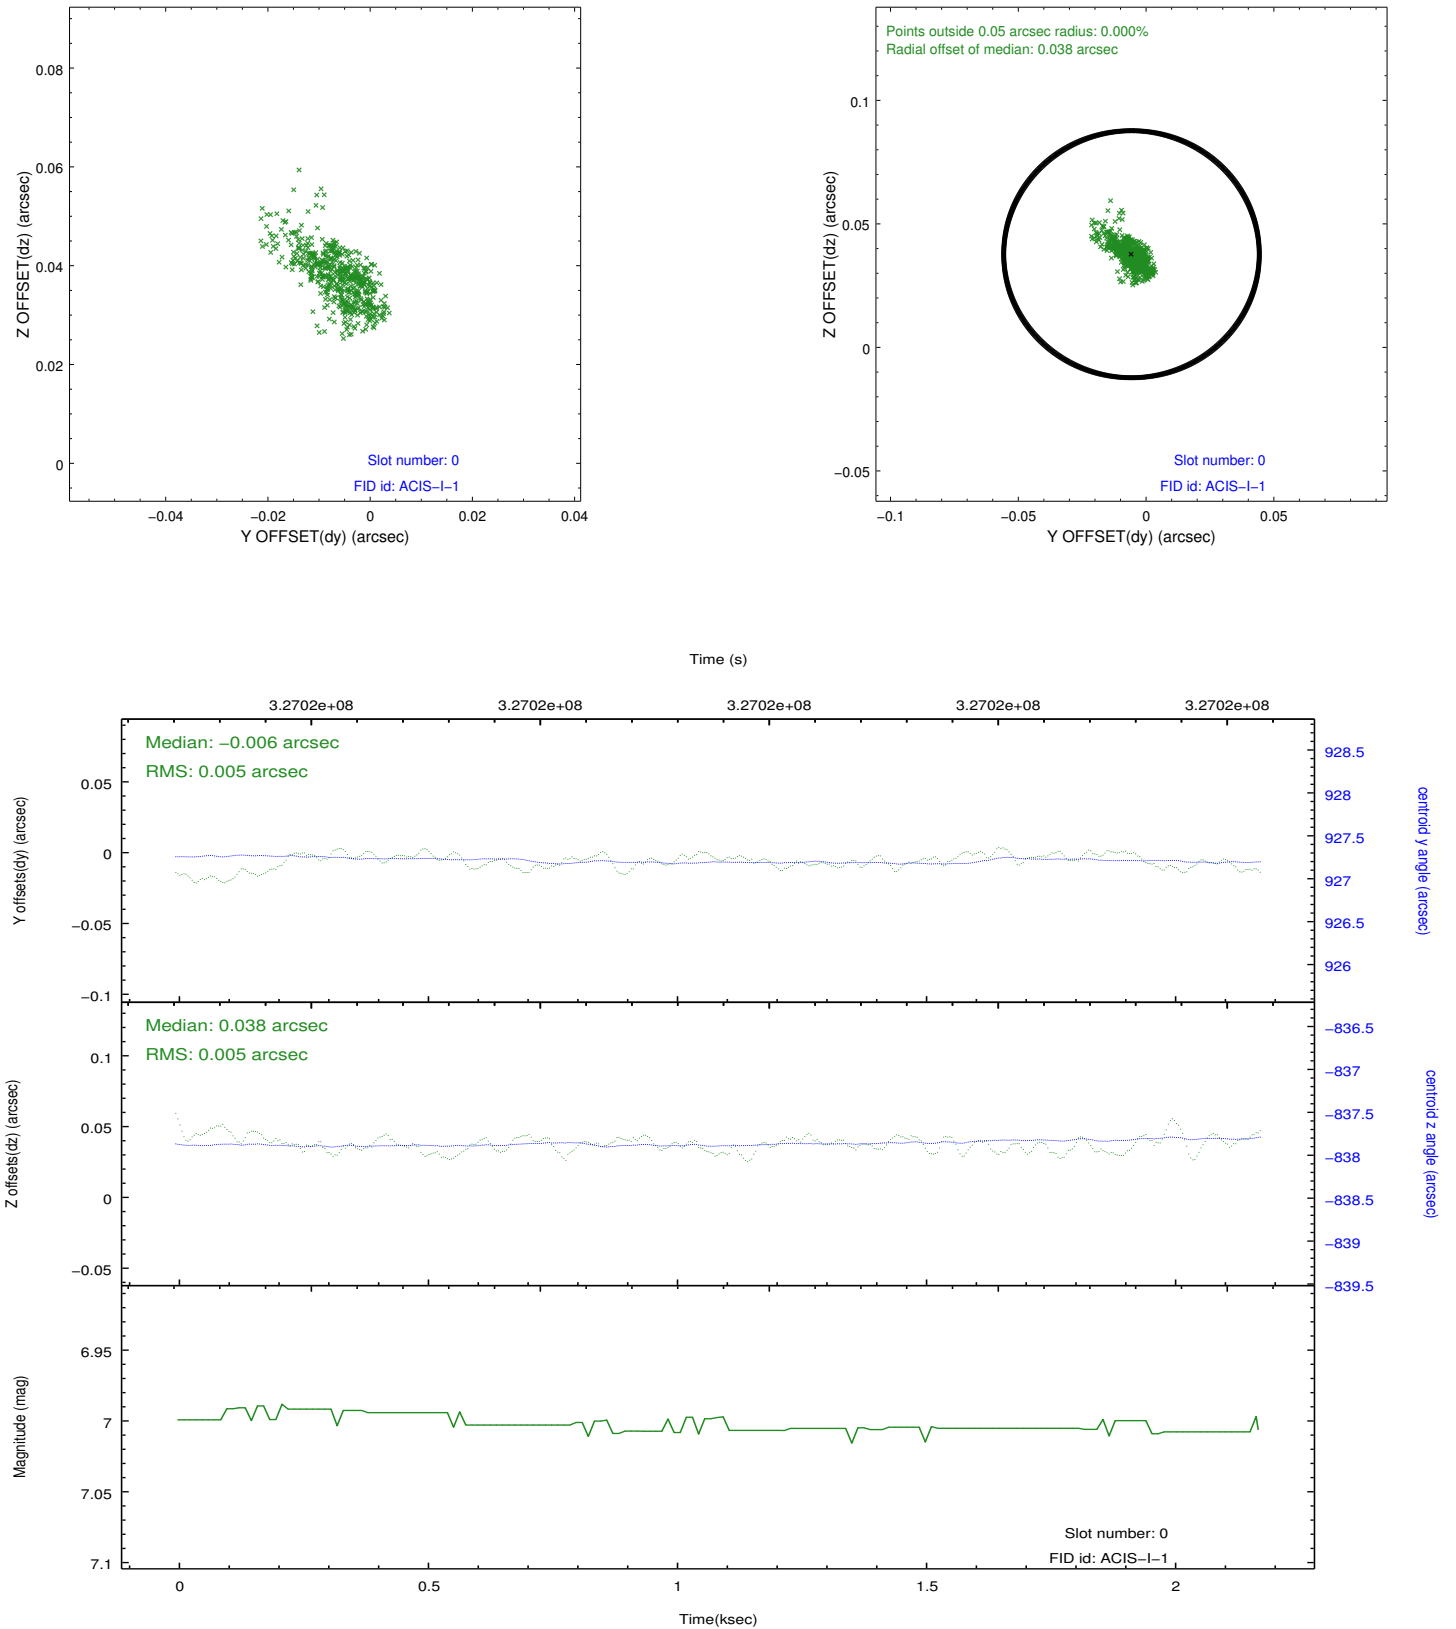 0.08
0.06
0.04
0.02
0
−0.04
−0.02
0
0.02
0.04
Z OFFSET(dz) (arcsec)
Y OFFSET(dy) (arcsec)
Slot number: 0
FID id: ACIS−I−1
Points outside 0.05 arcsec radius: 0.000%
Radial offset of median: 0.038 arcsec
0.1
0.05
0
−0.05
−0.1
−0.05
0
0.05
Z OFFSET(dz) (arcsec)
Y OFFSET(dy) (arcsec)
Slot number: 0
FID id: ACIS−I−1
Time (s)
3.2702e+08
3.2702e+08
3.2702e+08
3.2702e+08
3.2702e+08
Median: −0.006 arcsec
RMS: 0.005 arcsec
0.05
0
−0.05
−0.1
Y offsets(dy) (arcsec)
928.5
928
927.5
927
926.5
926
centroid y angle (arcsec)
Median: 0.038 arcsec
RMS: 0.005 arcsec
0.1
0.05
0
−0.05
Z offsets(dz) (arcsec)
−836.5
−837
−837.5
−838
−838.5
−839
−839.5
centroid z angle (arcsec)
6.95
7
7.05
7.1
Magnitude (mag)
Slot number: 0
FID id: ACIS−I−1
0
0.5
1
1.5
2
Time(ksec)